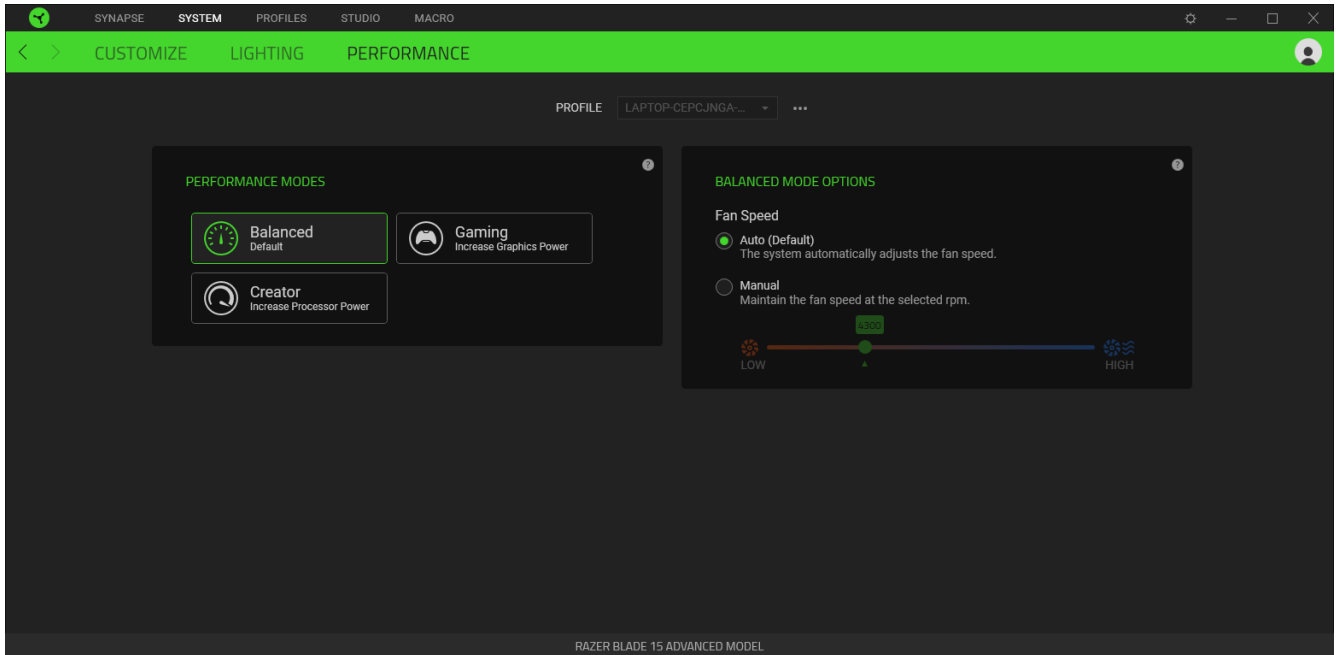 SYNAPSE SYSTEM PROFILES STUDIO MACRO
CUSTOMIZE LIGHTING PERFORMANCE
PROFILE LAPTOP-CEPCJNGA-...
PERFORMANCE MODES
Balanced
Default
Gaming
Increase Graphics Power
Creator
Increase Processor Power
BALANCED MODE OPTIONS
Fan Speed
Auto (Default)
The system automatically adjusts the fan speed.
Manual
Maintain the fan speed at the selected rpm.
4300
LOW HIGH
RAZER BLADE 15 ADVANCED MODEL